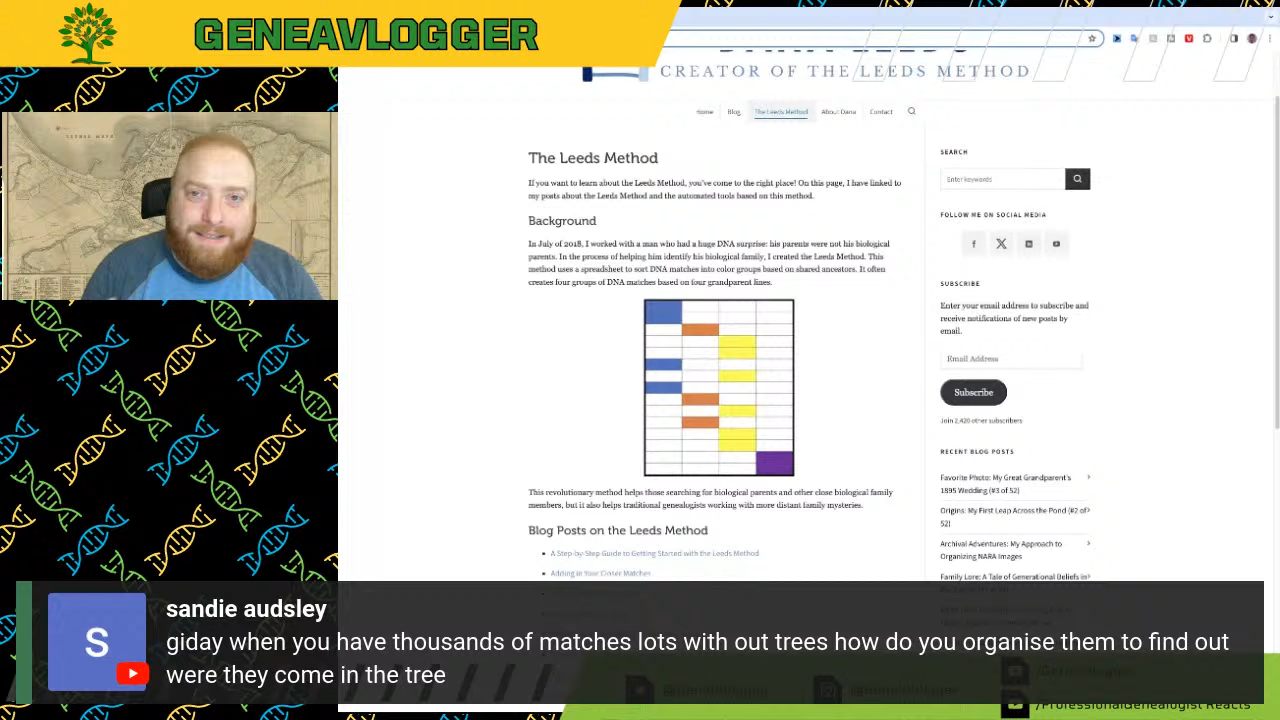 GENEAVLOGGER
CREATOR OF THE LEEDS METHOD
Home Blog The Leeds Method About Dana Contact
The Leeds Method
If you want to learn about the Leeds Method, you've come to the right place! On this page, I have linked to
my posts about the Leeds Method and the automated tools based on this method.
Background
In July of 2018, I worked with a man who had a huge DNA surprise: his parents were not his biological
parents. In the process of helping him identify his biological family, I created the Leeds Method. This
method uses a spreadsheet to sort DNA matches into color groups based on shared ancestors. It often
creates four groups of DNA matches based on four grandparent lines.
This revolutionary method helps those searching for biological parents and other close biological family
members, but it also helps traditional genealogists working with more distant family mysteries.
Blog Posts on the Leeds Method
A Step-by-Step Guide to Getting Started with the Leeds Method
Adding in Your Closer Matches
SEARCH
Enter keywords
FOLLOW ME ON SOCIAL MEDIA
SUBSCRIBE
Enter your email address to subscribe and
receive notifications of new posts by
email.
Email Address
Subscribe
Join 2,420 other subscribers
RECENT BLOG POSTS
Favorite Photo: My Great Grandparent's
1895 Wedding (#3 of 52)
Origins: My First Leap Across the Pond (#2 of
52)
Archival Adventures: My Approach to
Organizing NARA Images
Family Lore: A Tale of Generational Beliefs in
S
sandie audsley
giday when you have thousands of matches lots with out trees how do you organise them to find out
were they come in the tree
/ProfessionalGenealogist Reacts